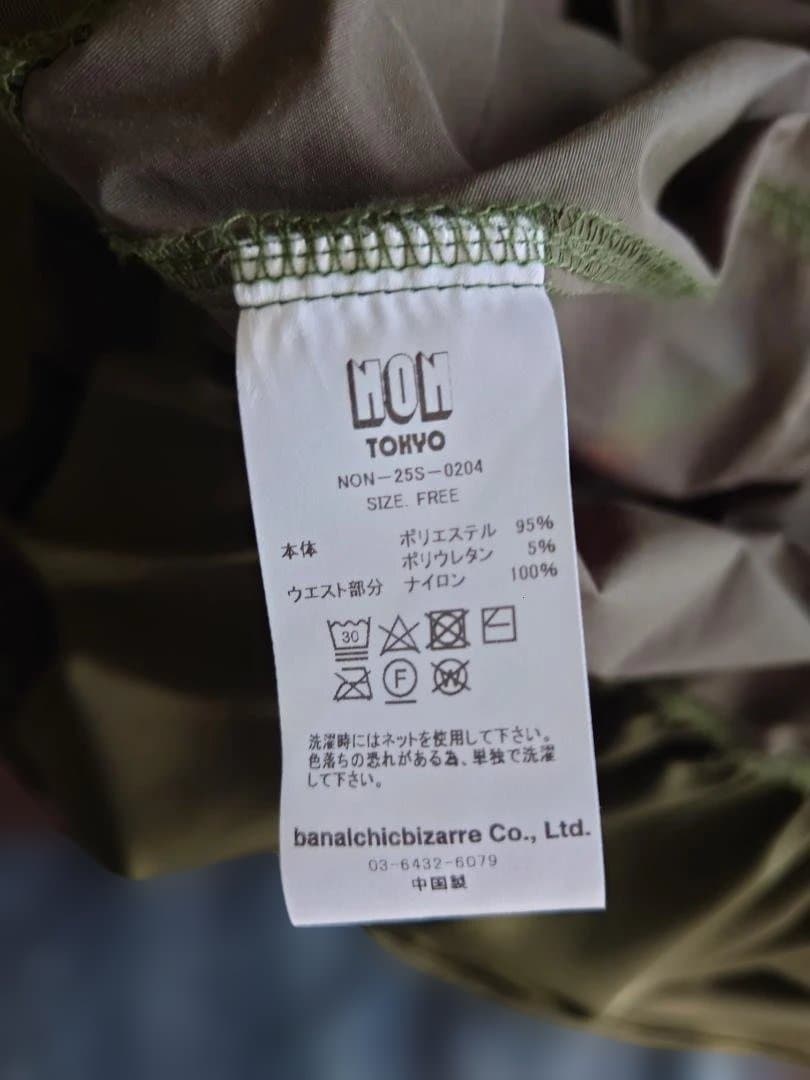 NON
TOKYO
NON-25S-0204
SIZE. FREE
本体 ポリエステル 95%
ポリウレタン 5%
ウエスト部分 ナイロン 100%
30
F W
洗濯時にはネットを使用して下さい。
色落ちの恐れがある為、単独で洗濯
して下さい。
banalchicbizarre Co., Ltd.
03-6432-6079
中国製